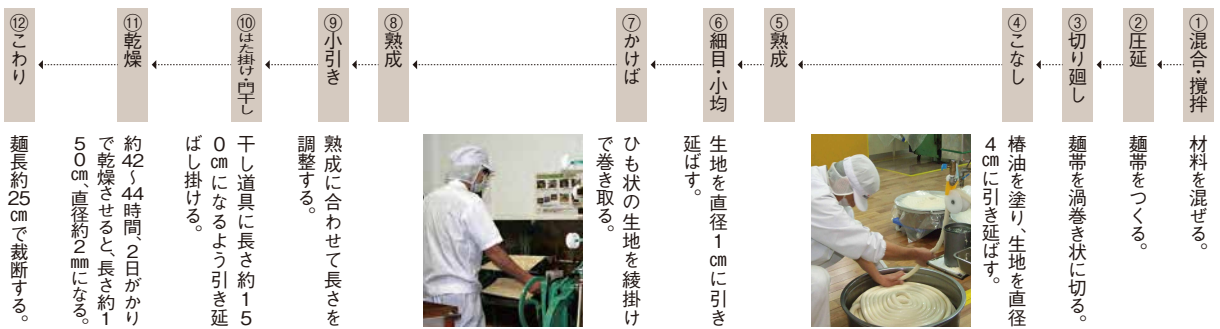 ①混合・撹拌
材料を混ぜる。
②圧延
麺帯をつくる。
③切り廻し
麺帯を渦巻き状に切る。
④こなし
椿油を塗り、生地を直径
4㎝に引き延ばす。
⑤熟成
⑥細目・小均
生地を直径1㎝に引き
延ばす。
⑦かけば
ひも状の生地を綾掛け
で巻き取る。
⑧熟成
⑨小引き
熟成に合わせて長さを
調整する。
⑩はた掛け・門干し
干し道具に長さ約15
0㎝になるよう引き延
ばし掛ける。
⑪乾燥
約42〜44時間、2日がかり
で乾燥させると、長さ約1
50㎝、直径約2㎜になる。
⑫こわり
麺長約25㎝で裁断する。